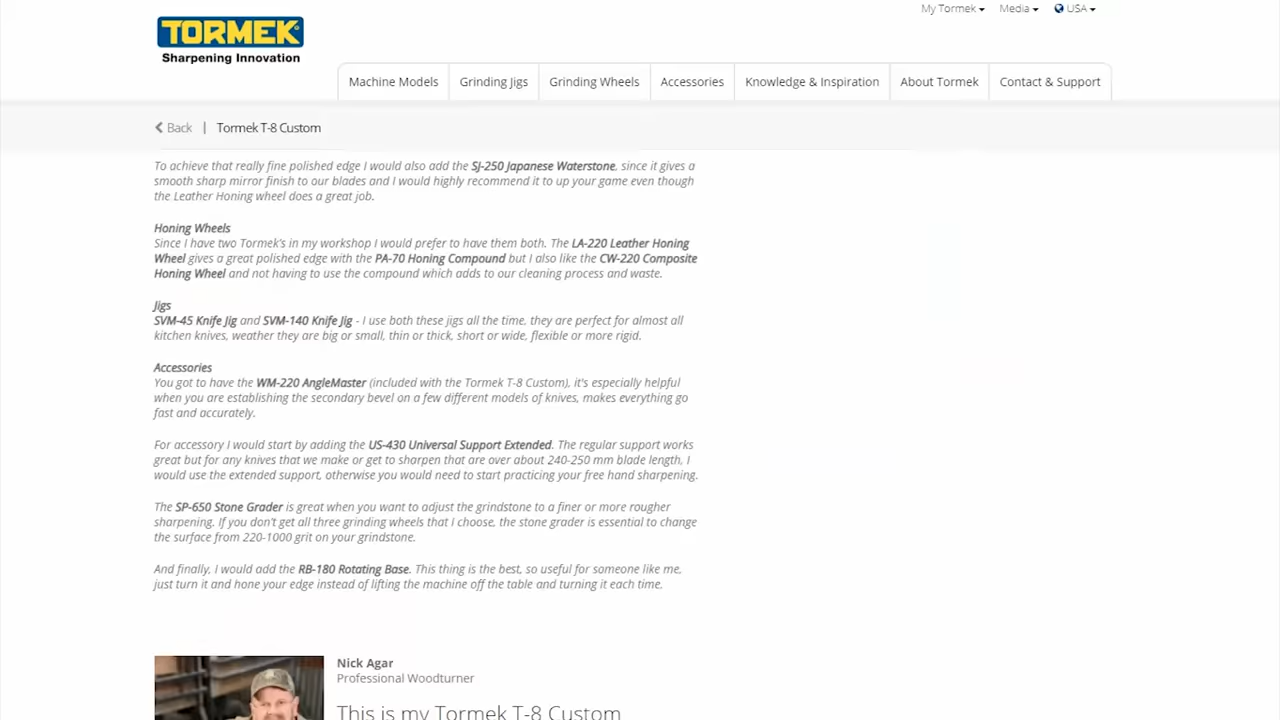 My Tormek
Media
USA
TORMEK
Sharpening Innovation
Machine Models
Grinding Jigs
Grinding Wheels
Accessories
Knowledge & Inspiration
About Tormek
Contact & Support
Back | Tormek T-8 Custom
To achieve that really fine polished edge I would also add the SJ-250 Japanese Waterstone, since it gives a
smooth sharp mirror finish to our blades and I would highly recommend it to up your game even though
the Leather Honing wheel does a great job.
Honing Wheels
Since I have two Tormek's in my workshop I would prefer to have them both. The LA-220 Leather Honing
Wheel gives a great polished edge with the PA-70 Honing Compound but I also like the CW-220 Composite
Honing Wheel and not having to use the compound which adds to our cleaning process and waste.
Jigs
SVM-45 Knife Jig and SVM-140 Knife Jig - I use both these jigs all the time, they are perfect for almost all
kitchen knives, weather they are big or small, thin or thick, short or wide, flexible or more rigid.
Accessories
You got to have the WM-220 AngleMaster (included with the Tormek T-8 Custom), it's especially helpful
when you are establishing the secondary bevel on a few different models of knives, makes everything go
fast and accurately.
For accessory I would start by adding the US-430 Universal Support Extended. The regular support works
great but for any knives that we make or get to sharpen that are over about 240-250 mm blade length, I
would use the extended support, otherwise you would need to start practicing your free hand sharpening.
The SP-650 Stone Grader is great when you want to adjust the grindstone to a finer or more rougher
sharpening. If you don't get all three grinding wheels that I choose, the stone grader is essential to change
the surface from 220-1000 grit on your grindstone.
And finally, I would add the RB-180 Rotating Base. This thing is the best, so useful for someone like me,
just turn it and hone your edge instead of lifting the machine off the table and turning it each time.
Nick Agar
Professional Woodturner
This is my Tormek T-8 Custom